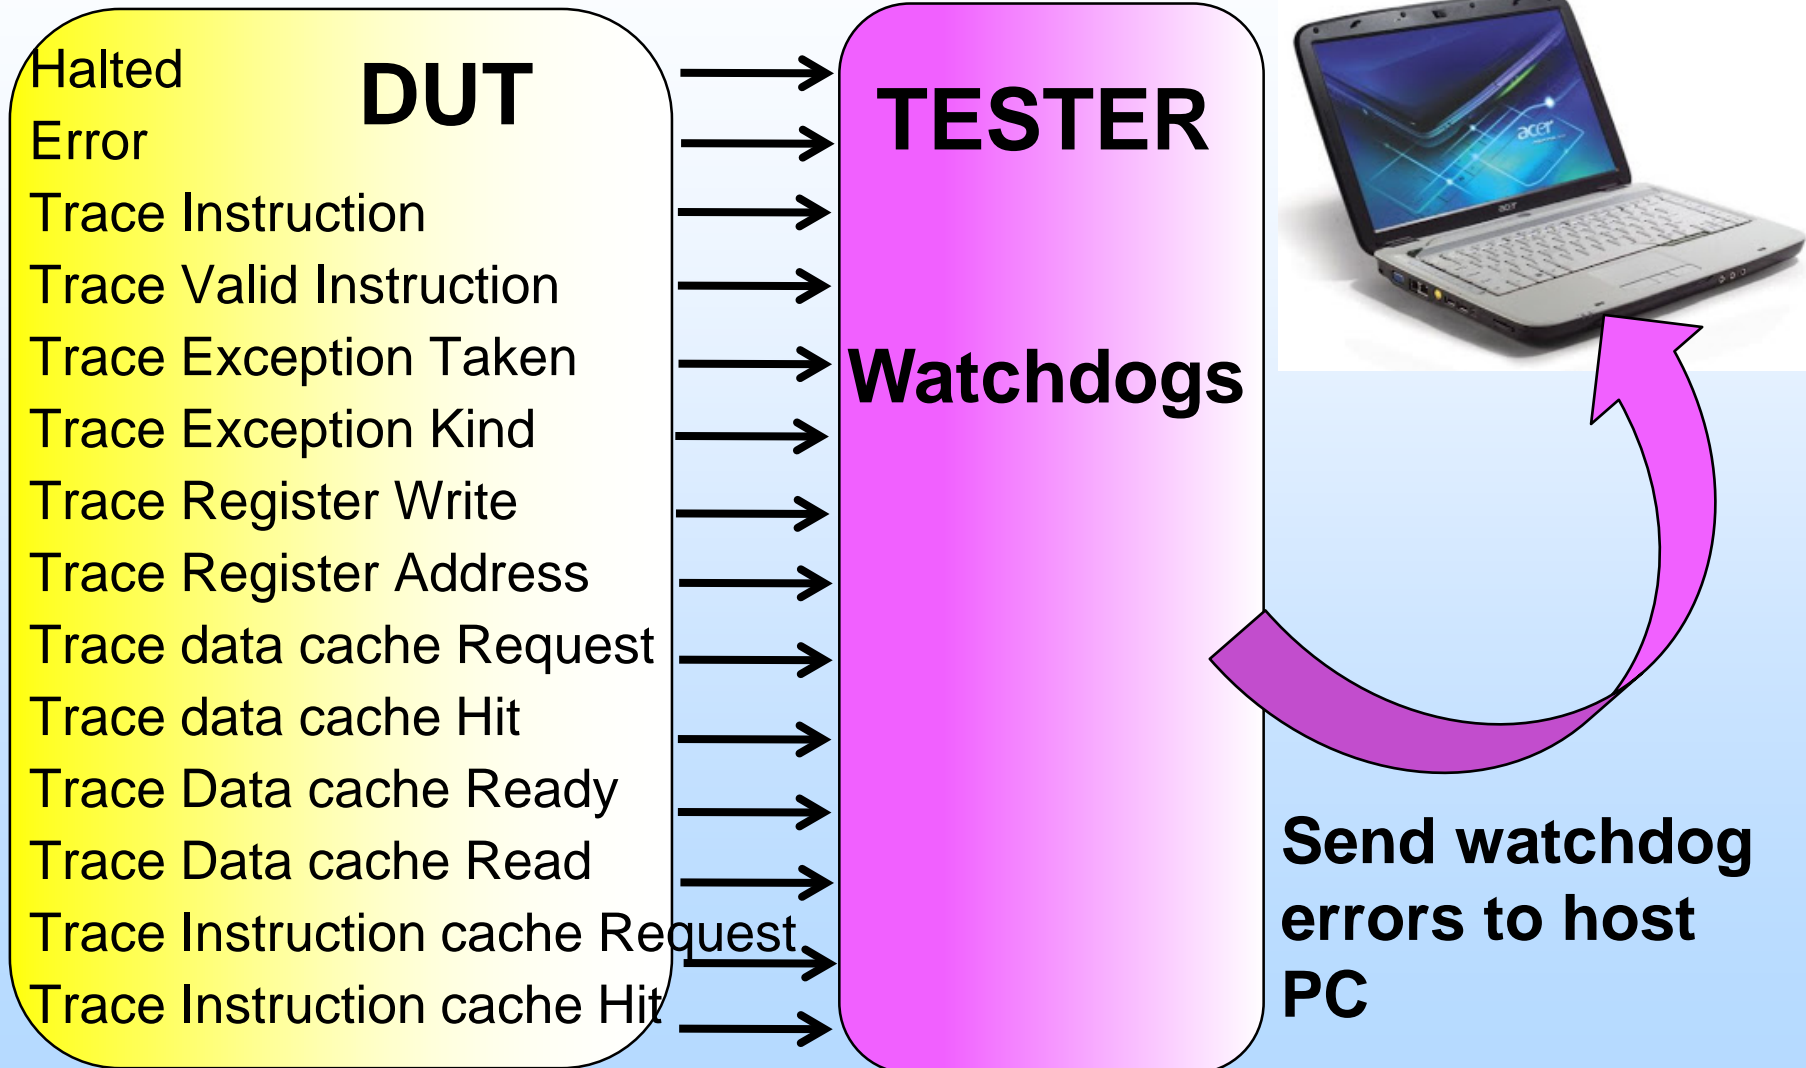 Halted
DUT
Error
Trace Instruction
Trace Valid Instruction
Trace Exception Taken
Trace Exception Kind
Trace Register Write
Trace Register Address
Trace data cache Request
Trace data cache Hit
Trace Data cache Ready
Trace Data cache Read
Trace Instruction cache Request
Trace Instruction cache Hit
TESTER
Watchdogs
acer
acer
Send watchdog
errors to host
PC